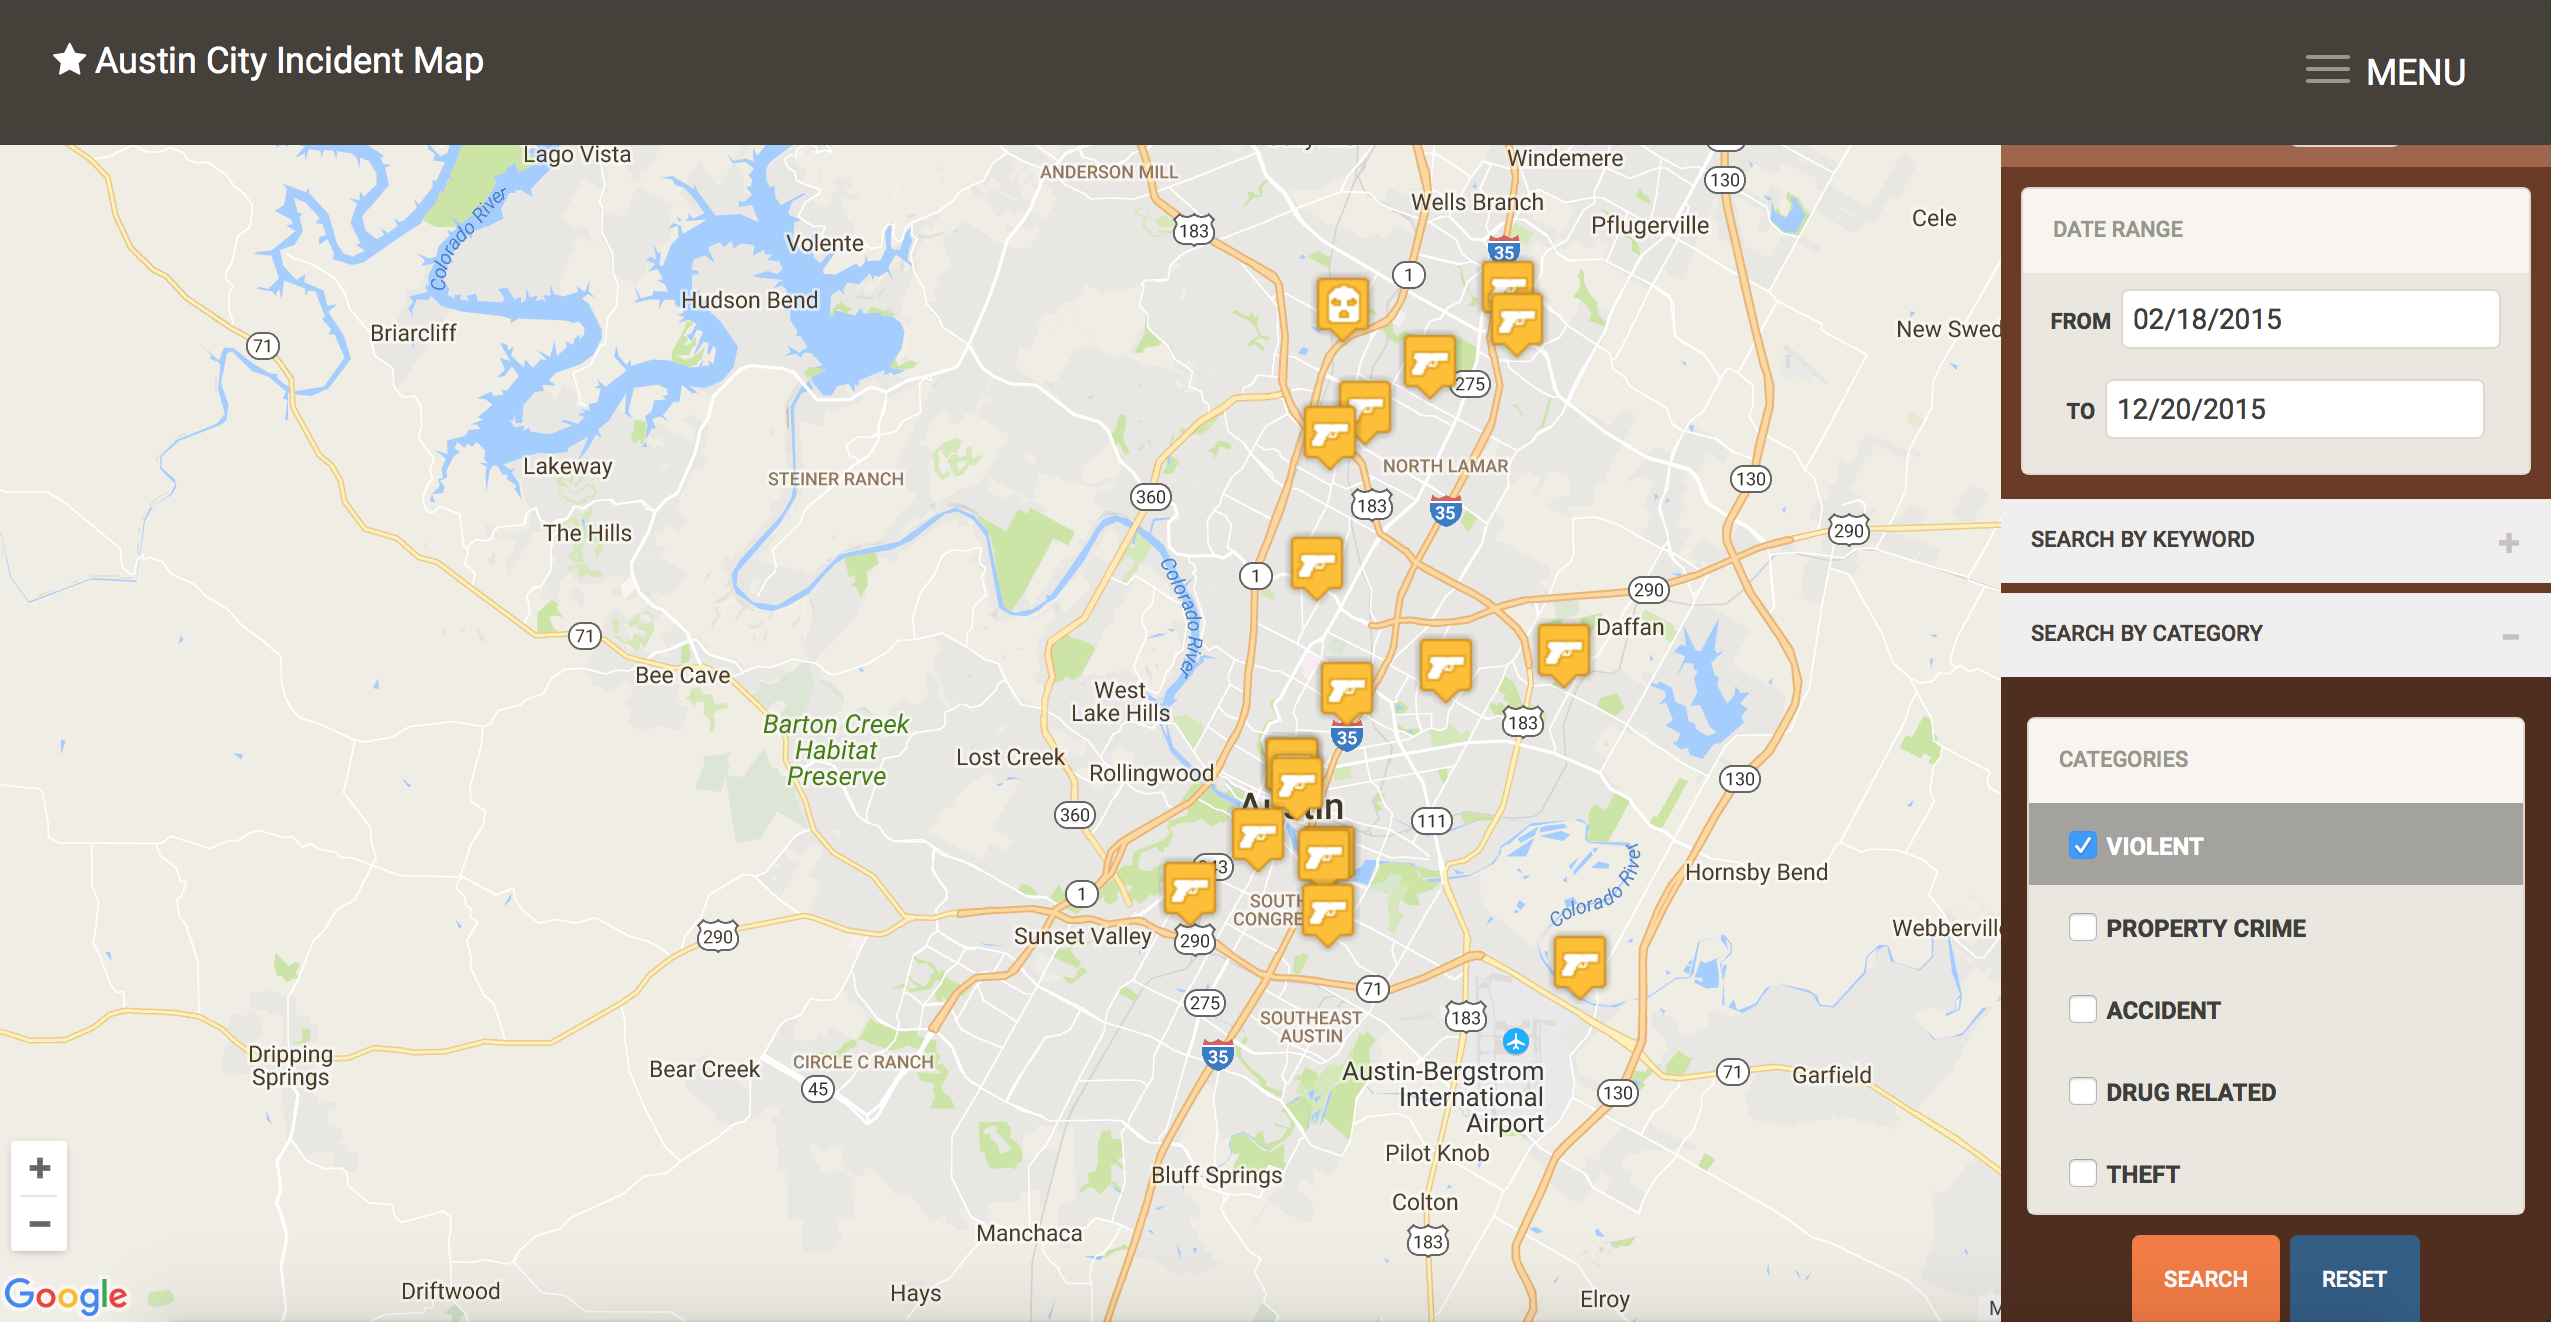 Austin City Incident Map
MENU
Lago Vista
ANDERSON MILL
Windemere
130
Wells Branch
Colorado River
183
Pflugerville
Cele
Volente
35
1
Hudson Bend
Briarcliff
New Swed
71
275
Lakeway
STEINER RANCH
NORTH LAMAR
130
360
183
35
The Hills
290
Colorado River
1
290
71
Daffan
Bee Cave
West
Lake Hills
183
Barton Creek
Habitat
Preserve
35
Lost Creek
Rollingwood
130
360
111
Colorado River
Hornsby Bend
1
SOUTH
290
Sunset Valley
290
Webberville
71
275
183
SOUTHEAST
AUSTIN
Dripping
Springs
35
Bear Creek
CIRCLE C RANCH
45
Austin-Bergstrom
International
Airport
130
71
Garfield
Pilot Knob
Bluff Springs
Colton
183
Manchaca
Driftwood
Hays
Elroy
Google
DATE RANGE
FROM 02/18/2015
TO 12/20/2015
SEARCH BY KEYWORD
SEARCH BY CATEGORY
CATEGORIES
VIOLENT
PROPERTY CRIME
ACCIDENT
DRUG RELATED
THEFT
SEARCH
RESET